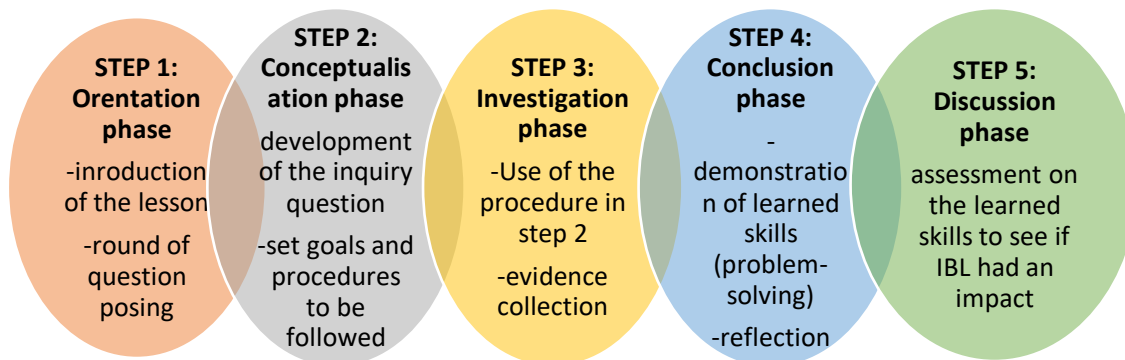 STEP 1:
Orentation
phase
-inroduction
of the lesson
-round of
question
posing
STEP 2:
Conceptualis
ation phase
development
of the inquiry
question
-set goals and
procedures
to be
followed
STEP 3:
Investigation
phase
-Use of the
procedure in
step 2
-evidence
collection
STEP 4:
Conclusion
phase
-
demonstratio
n of learned
skills
(problem-
solving)
-reflection
STEP 5:
Discussion
phase
assessment on
the learned
skills to see if
IBL had an
impact